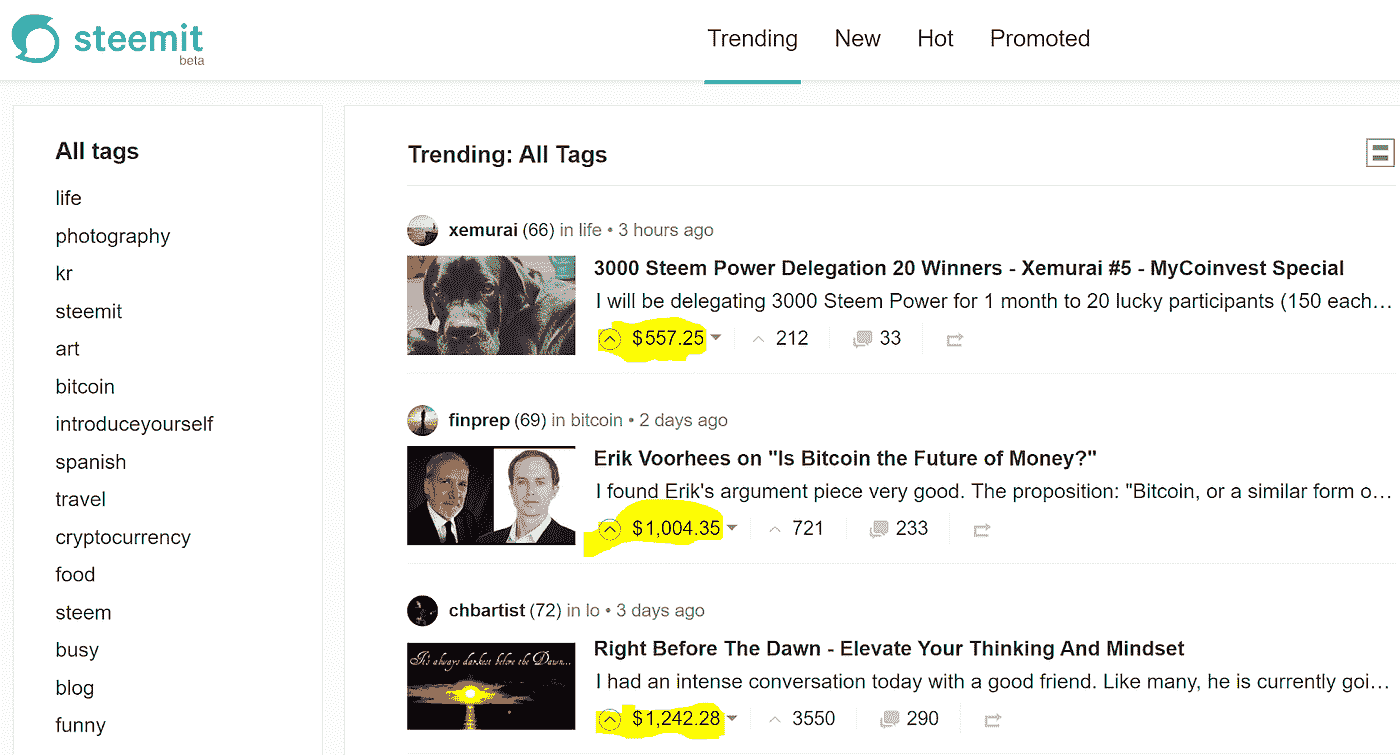 steemit
beta
Trending New Hot Promoted
All tags
life
photography
kr
steemit
art
bitcoin
introduceyourself
spanish
travel
cryptocurrency
food
steem
busy
blog
funny
Trending: All Tags
xemurai (66) in life • 3 hours ago
3000 Steem Power Delegation 20 Winners - Xemurai #5 - MyCoinvest Special
I will be delegating 3000 Steem Power for 1 month to 20 lucky participants (150 each…
$557.25 212 33
finprep (69) in bitcoin • 2 days ago
Erik Voorhees on "Is Bitcoin the Future of Money?"
I found Erik's argument piece very good. The proposition: "Bitcoin, or a similar form o…
$1,004.35 721 233
chbartist (72) in lo • 3 days ago
It's always darkest before the Dawn...
Right Before The Dawn - Elevate Your Thinking And Mindset
I had an intense conversation today with a good friend. Like many, he is currently goi…
$1,242.28 3550 290